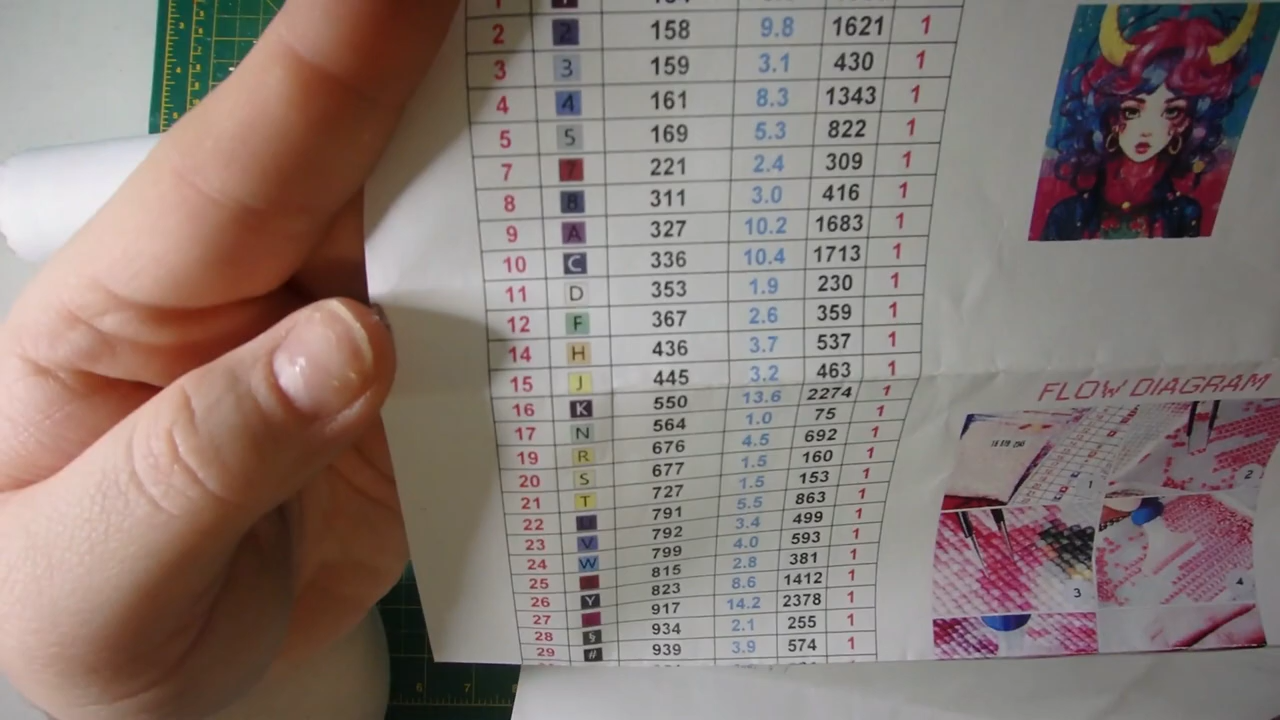 2 2 158 9.8 1621 1
3 3 159 3.1 430 1
4 4 161 8.3 1343 1
5 5 169 5.3 822 1
7 7 221 2.4 309 1
8 8 311 3.0 416 1
9 A 327 10.2 1683 1
10 C 336 10.4 1713 1
11 D 353 1.9 230 1
12 F 367 2.6 359 1
14 H 436 3.7 537 1
15 J 445 3.2 463 1
16 K 550 13.6 2274 1
17 N 564 1.0 75 1
19 R 676 4.5 692 1
20 S 677 1.5 160 1
21 T 727 1.5 153 1
22 U 791 5.5 863 1
23 V 792 3.4 499 1
24 W 799 4.0 593 1
25 815 2.8 381 1
26 Y 823 8.6 1412 1
27 917 14.2 2378 1
28 § 934 2.1 255 1
29 # 939 3.9 574 1
FLOW DIAGRAM
1
2
3
4
6 7 8